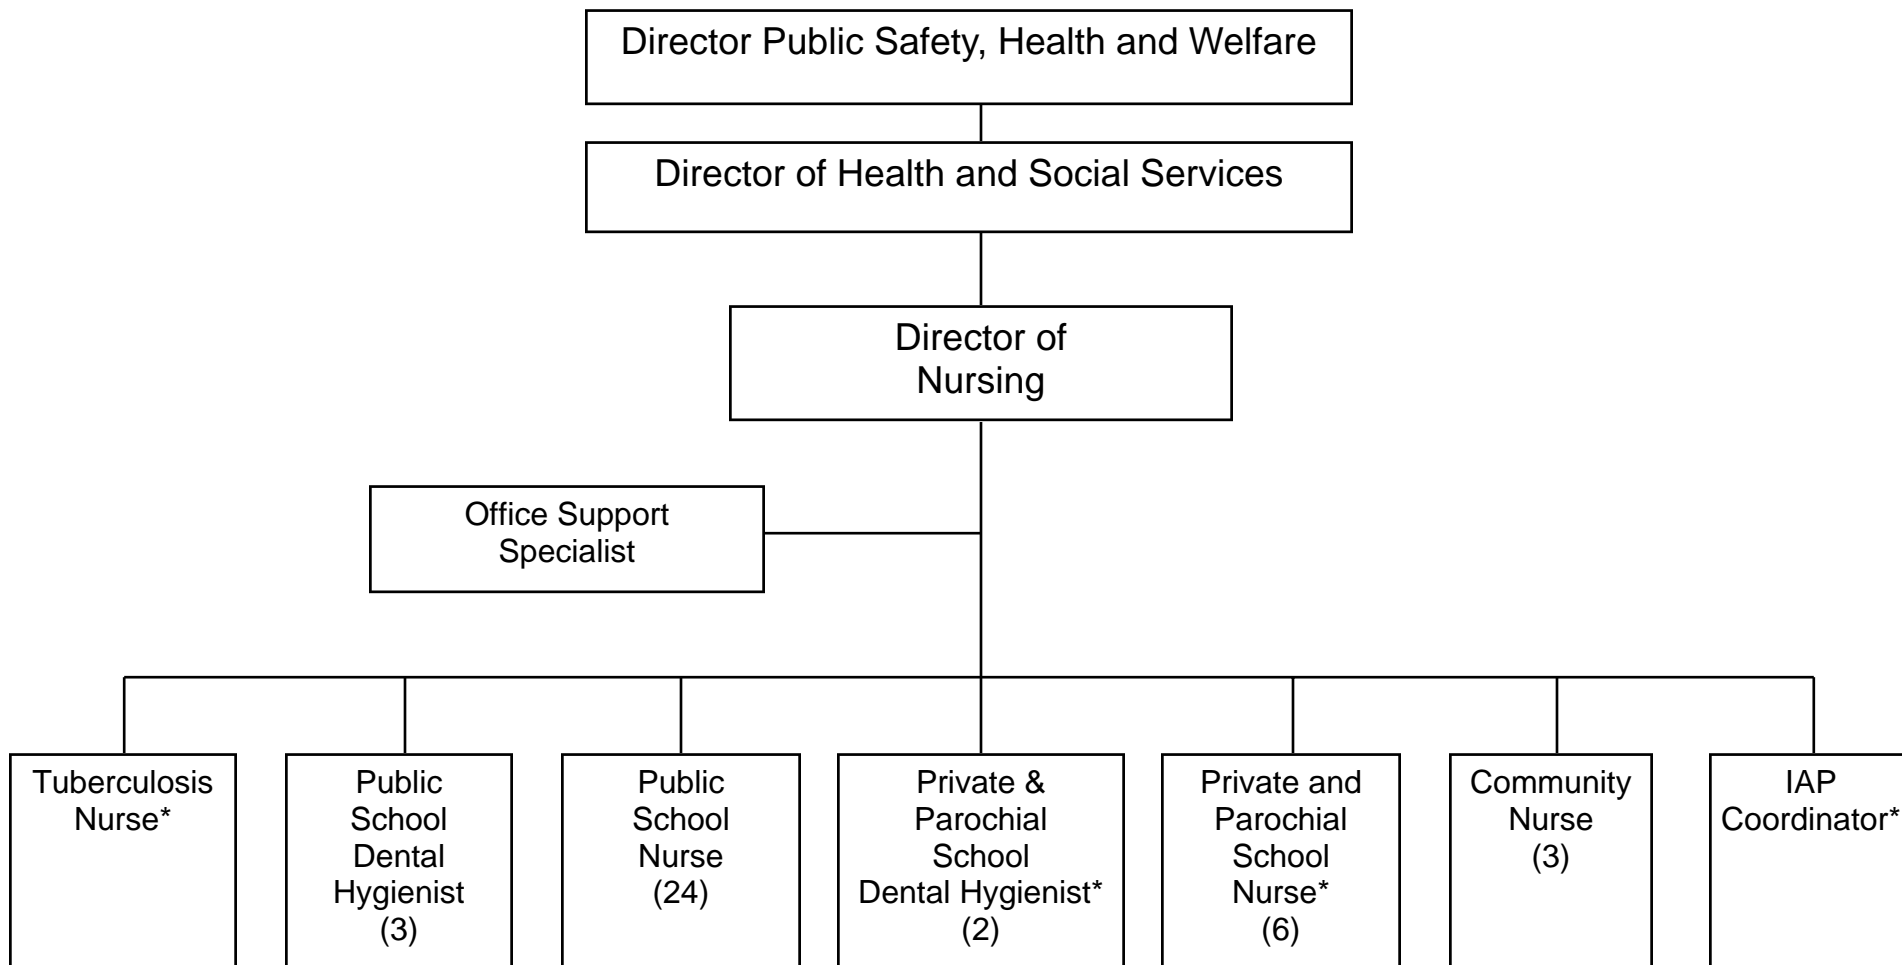 Director Public Safety, Health and Welfare
Director of Health and Social Services
Director of
Nursing
Office Support
Specialist
Tuberculosis
Nurse*
Public
School
Dental
Hygienist
(3)
Public
School
Nurse
(24)
Private &
Parochial
School
Dental Hygienist*
(2)
Private and
Parochial
School
Nurse*
(6)
Community
Nurse
(3)
IAP
Coordinator*